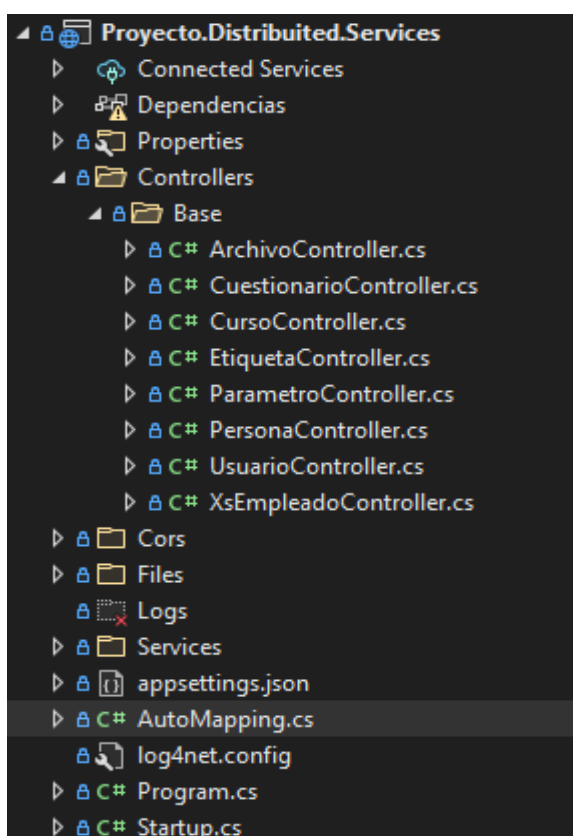 Proyecto.Distribuited.Services
Connected Services
Dependencias
Properties
Controllers
Base
C# ArchivoController.cs
C# CuestionarioController.cs
C# CursoController.cs
C# EtiquetaController.cs
C# ParametroController.cs
C# PersonaController.cs
C# UsuarioController.cs
C# XsEmpleadoController.cs
Cors
Files
Logs
Services
appsettings.json
C# AutoMapping.cs
log4net.config
C# Program.cs
C# Startup.cs